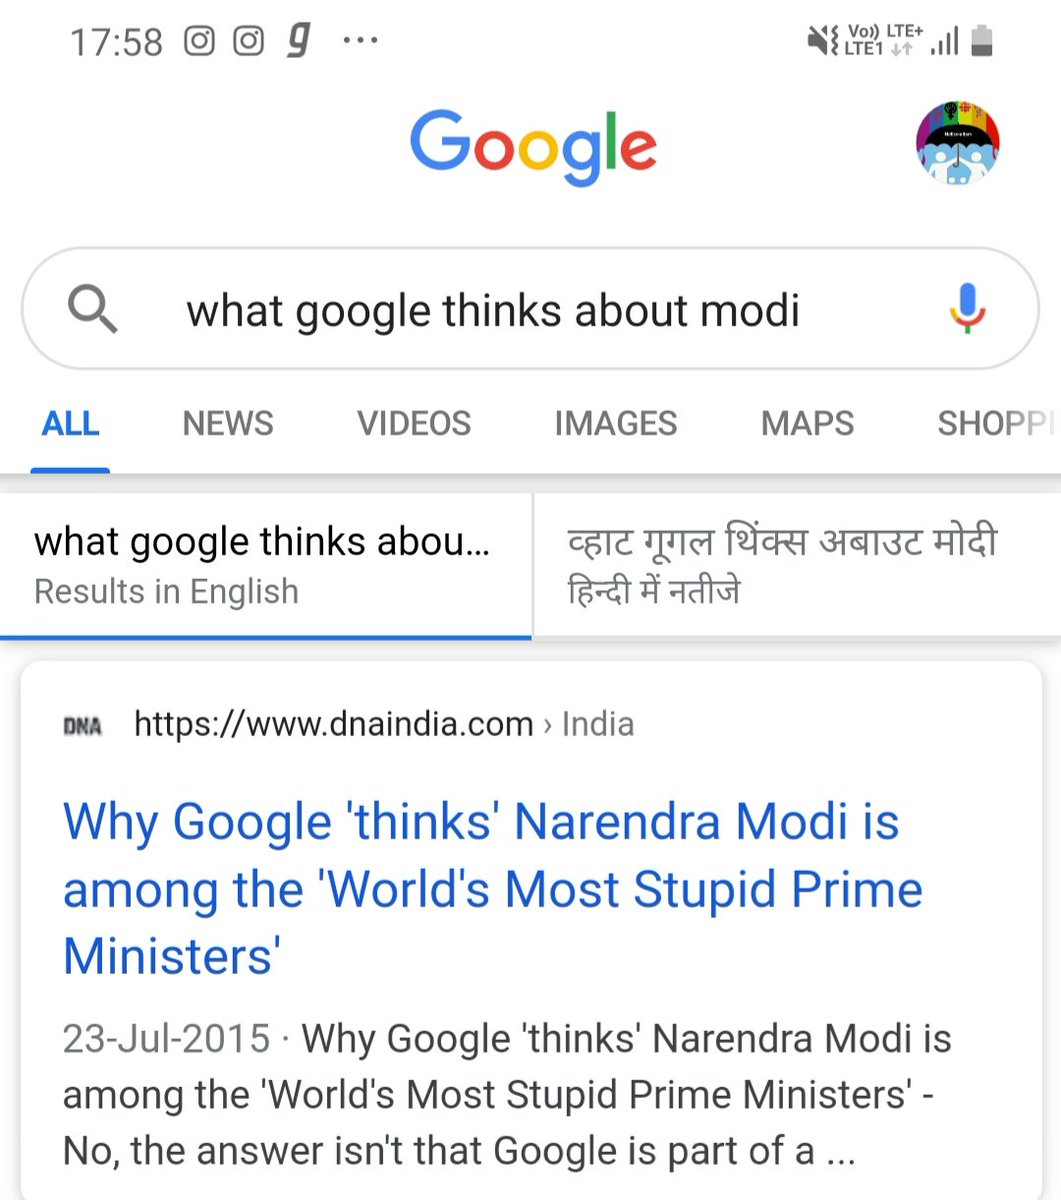 17:58 g ...
Vo)) LTE+
LTE1
Google
what google thinks about modi
ALL NEWS VIDEOS IMAGES MAPS SHOPPI
what google thinks abou...
Results in English
व्हाट गूगल थिंक्स अबाउट मोदी
हिन्दी में नतीजे
DNA https://www.dnaindia.com › India
Why Google 'thinks' Narendra Modi is
among the 'World's Most Stupid Prime
Ministers'
23-Jul-2015 · Why Google 'thinks' Narendra Modi is
among the 'World's Most Stupid Prime Ministers' -
No, the answer isn't that Google is part of a ...